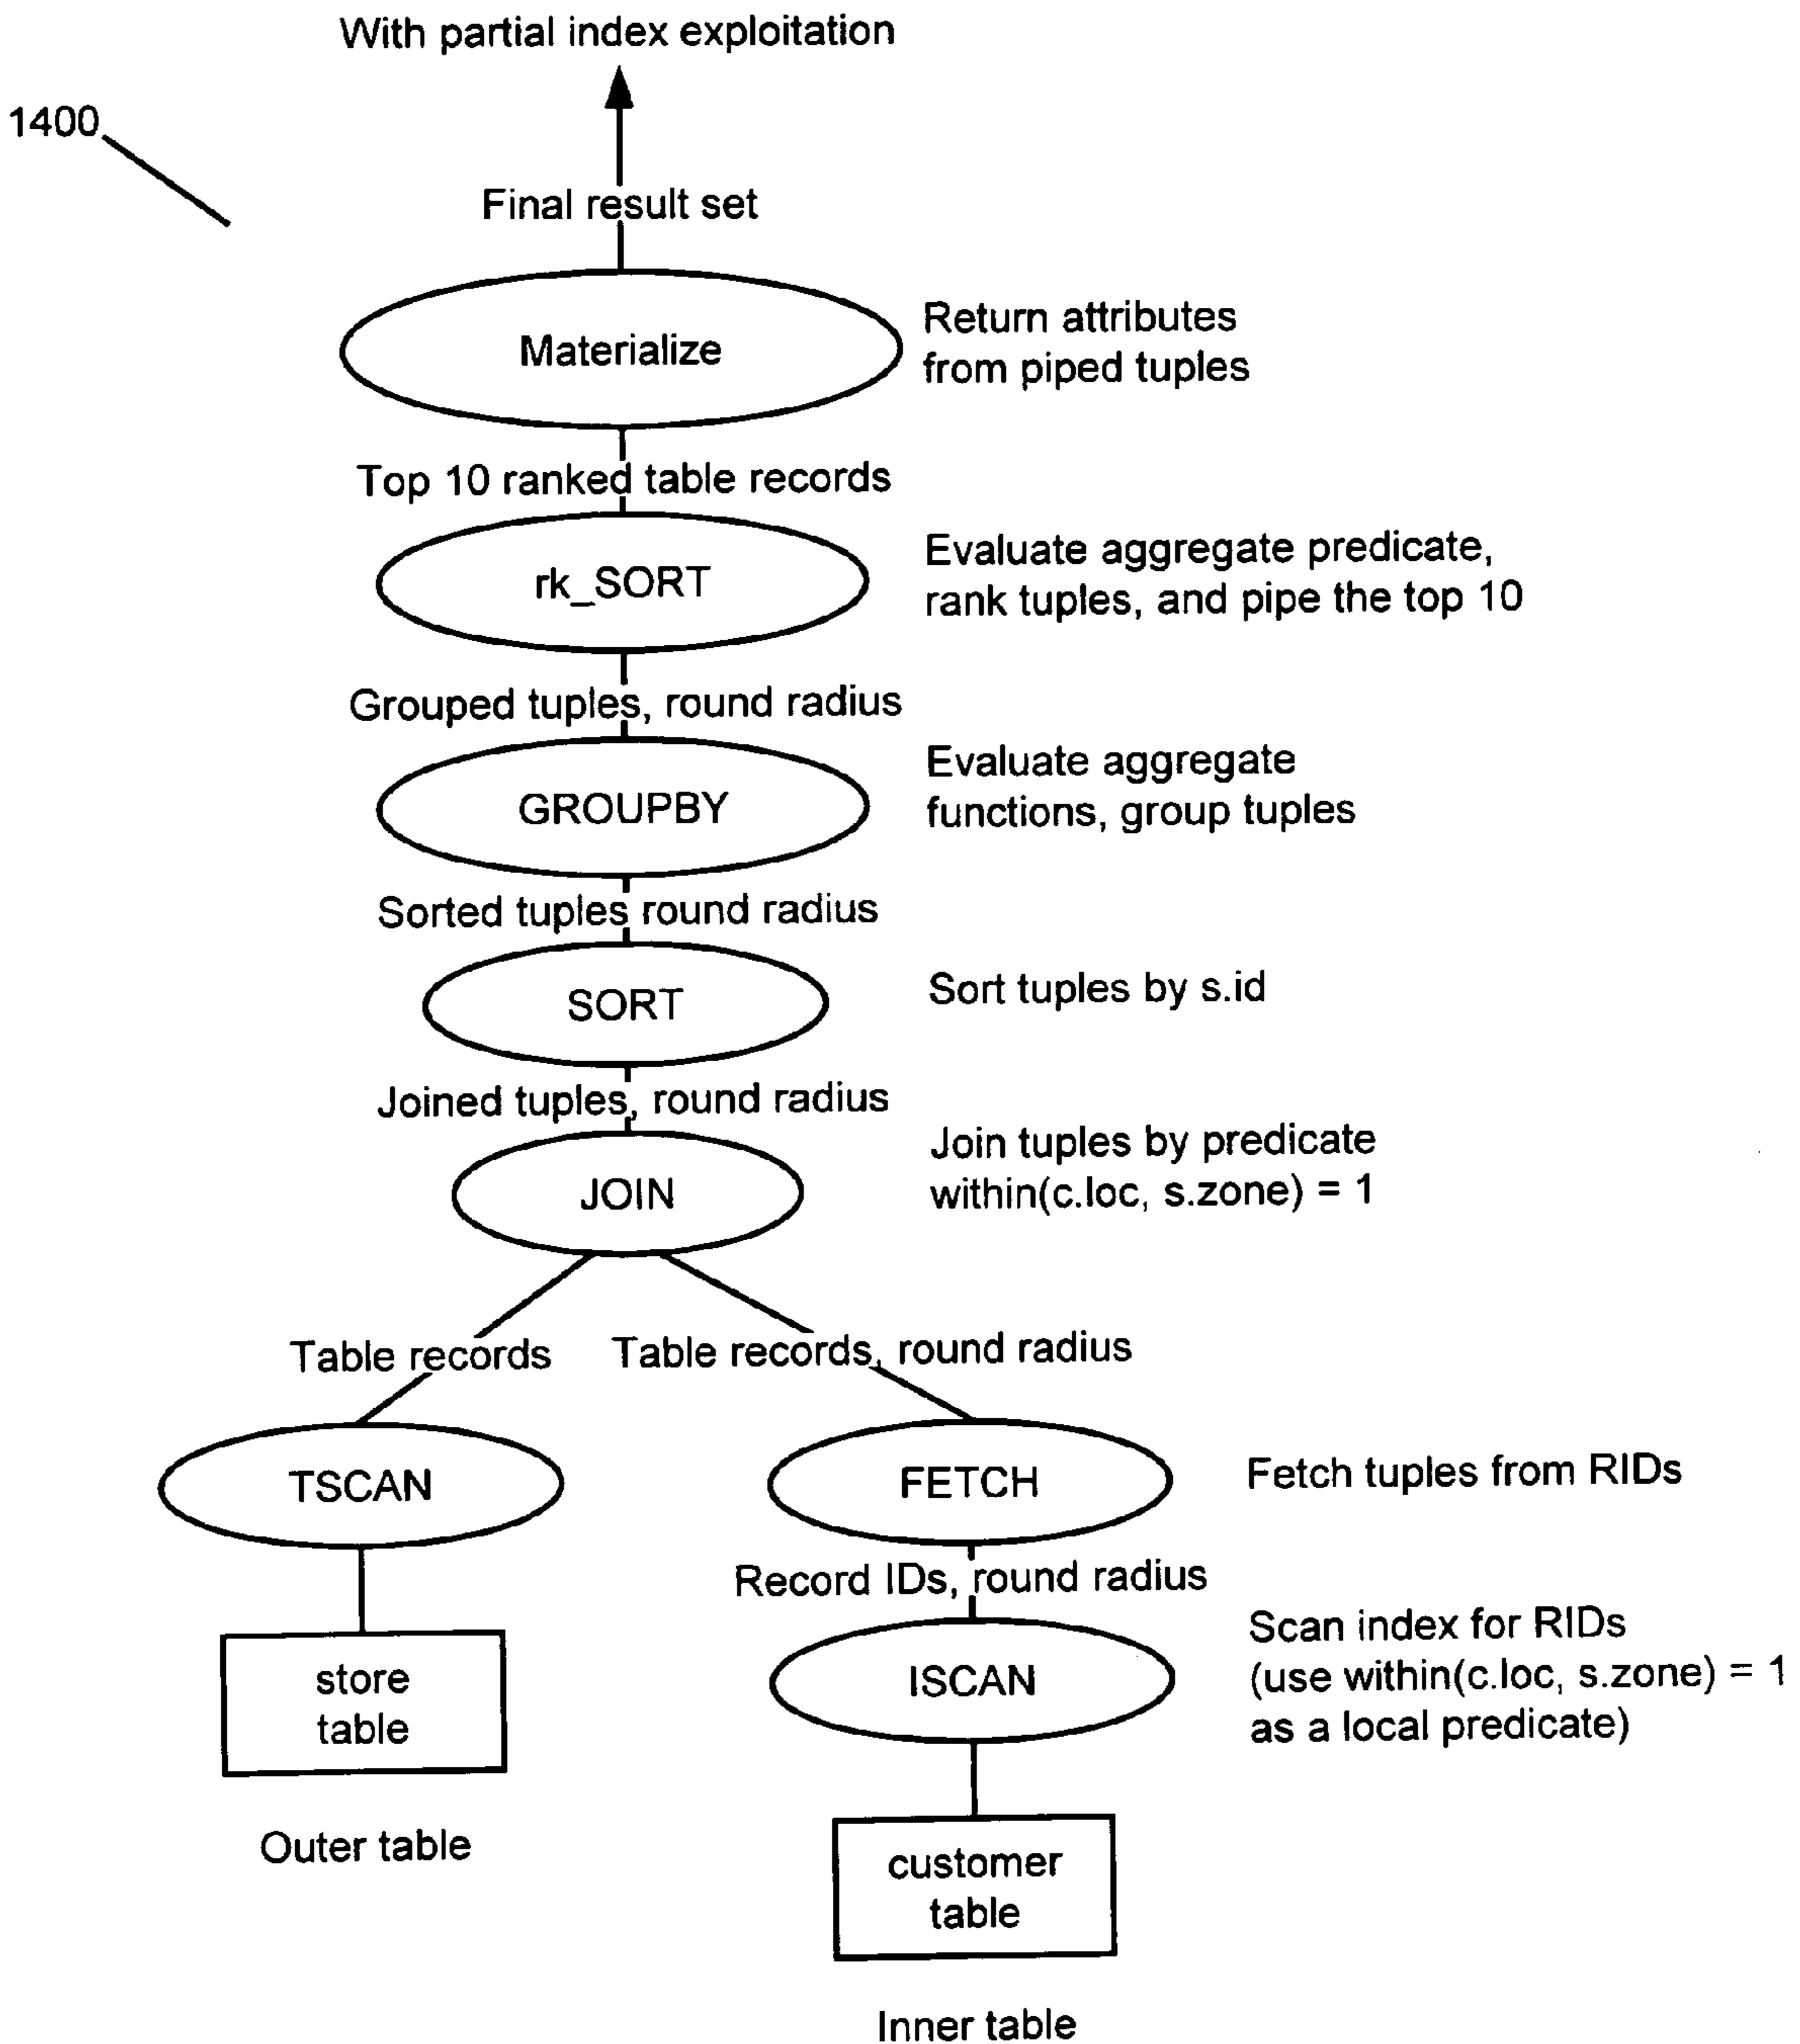 With partial index exploitation
1400
Final result set
Materialize
Return attributes
from piped tuples
Top 10 ranked table records
rk_SORT
Evaluate aggregate predicate,
rank tuples, and pipe the top 10
Grouped tuples, round radius
GROUPBY
Evaluate aggregate
functions, group tuples
Sorted tuples round radius
SORT
Sort tuples by s.id
Joined tuples, round radius
JOIN
Join tuples by predicate
within(c.loc, s.zone) = 1
Table records
Table records, round radius
TSCAN
FETCH
Fetch tuples from RIDs
Record IDs, round radius
ISCAN
Scan index for RIDs
(use within(c.loc, s.zone) = 1
as a local predicate)
store
table
Outer table
customer
table
Inner table